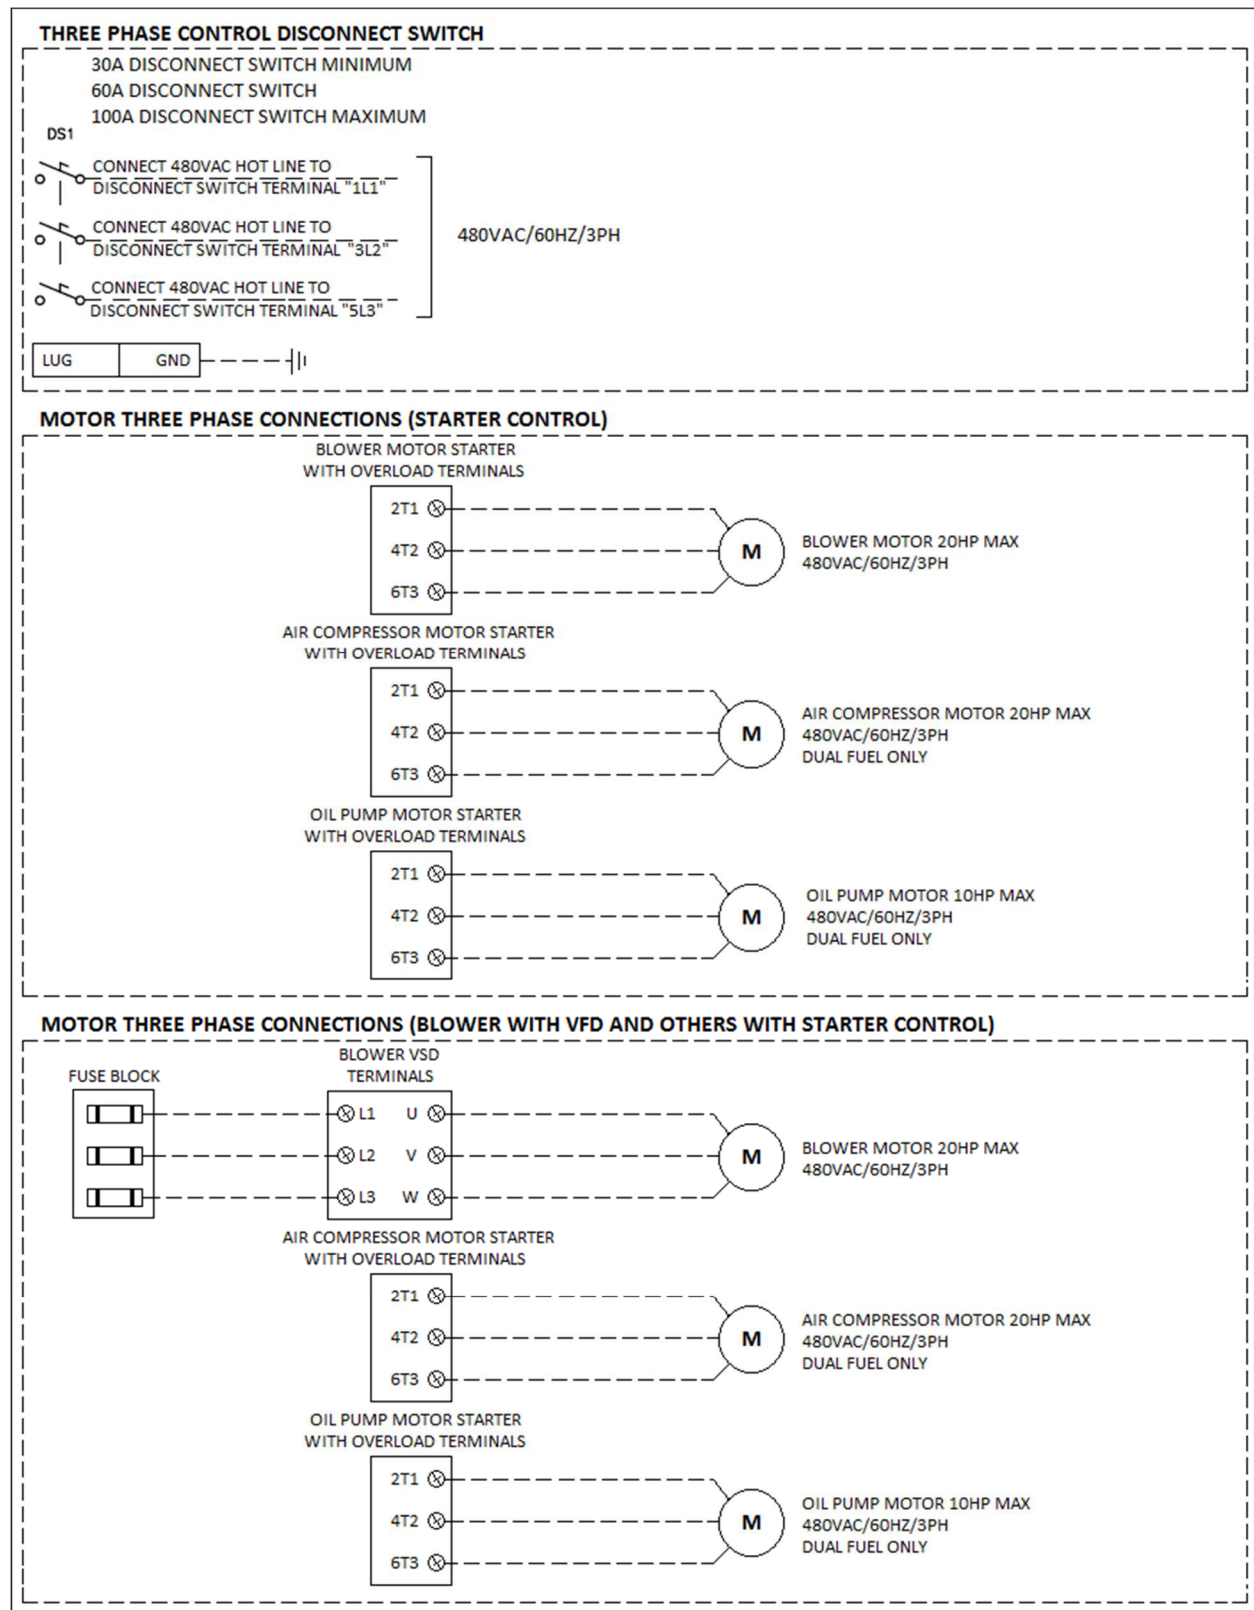 THREE PHASE CONTROL DISCONNECT SWITCH
30A DISCONNECT SWITCH MINIMUM
60A DISCONNECT SWITCH
100A DISCONNECT SWITCH MAXIMUM
DS1
CONNECT 480VAC HOT LINE TO
DISCONNECT SWITCH TERMINAL "1L1"
CONNECT 480VAC HOT LINE TO
DISCONNECT SWITCH TERMINAL "3L2"
CONNECT 480VAC HOT LINE TO
DISCONNECT SWITCH TERMINAL "5L3"
480VAC/60HZ/3PH
LUG GND
MOTOR THREE PHASE CONNECTIONS (STARTER CONTROL)
BLOWER MOTOR STARTER
WITH OVERLOAD TERMINALS
2T1
4T2
6T3
M
BLOWER MOTOR 20HP MAX
480VAC/60HZ/3PH
AIR COMPRESSOR MOTOR STARTER
WITH OVERLOAD TERMINALS
2T1
4T2
6T3
M
AIR COMPRESSOR MOTOR 20HP MAX
480VAC/60HZ/3PH
DUAL FUEL ONLY
OIL PUMP MOTOR STARTER
WITH OVERLOAD TERMINALS
2T1
4T2
6T3
M
OIL PUMP MOTOR 10HP MAX
480VAC/60HZ/3PH
DUAL FUEL ONLY
MOTOR THREE PHASE CONNECTIONS (BLOWER WITH VFD AND OTHERS WITH STARTER CONTROL)
FUSE BLOCK
BLOWER VSD
TERMINALS
L1 U
L2 V
L3 W
M
BLOWER MOTOR 20HP MAX
480VAC/60HZ/3PH
AIR COMPRESSOR MOTOR STARTER
WITH OVERLOAD TERMINALS
2T1
4T2
6T3
M
AIR COMPRESSOR MOTOR 20HP MAX
480VAC/60HZ/3PH
DUAL FUEL ONLY
OIL PUMP MOTOR STARTER
WITH OVERLOAD TERMINALS
2T1
4T2
6T3
M
OIL PUMP MOTOR 10HP MAX
480VAC/60HZ/3PH
DUAL FUEL ONLY